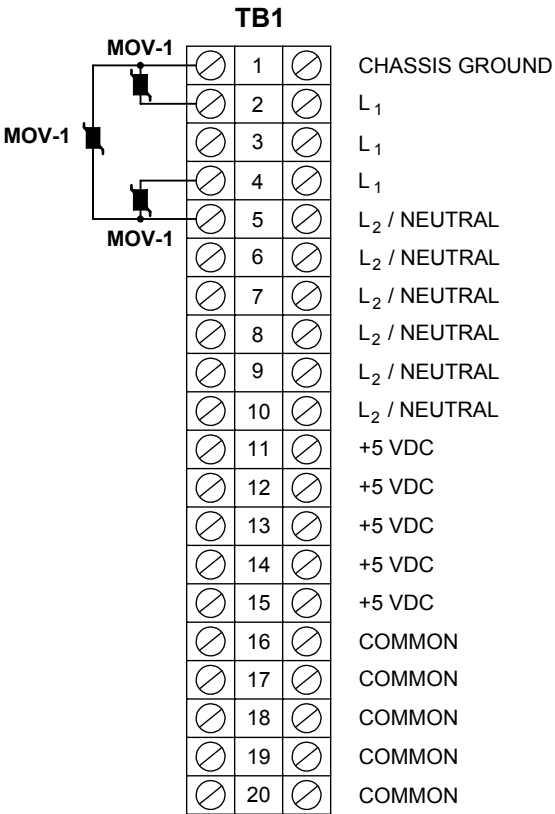 TB1
MOV-1
1 CHASSIS GROUND
2 L1
MOV-1
3 L1
4 L1
5 L2 / NEUTRAL
MOV-1
6 L2 / NEUTRAL
7 L2 / NEUTRAL
8 L2 / NEUTRAL
9 L2 / NEUTRAL
10 L2 / NEUTRAL
11 +5 VDC
12 +5 VDC
13 +5 VDC
14 +5 VDC
15 +5 VDC
16 COMMON
17 COMMON
18 COMMON
19 COMMON
20 COMMON